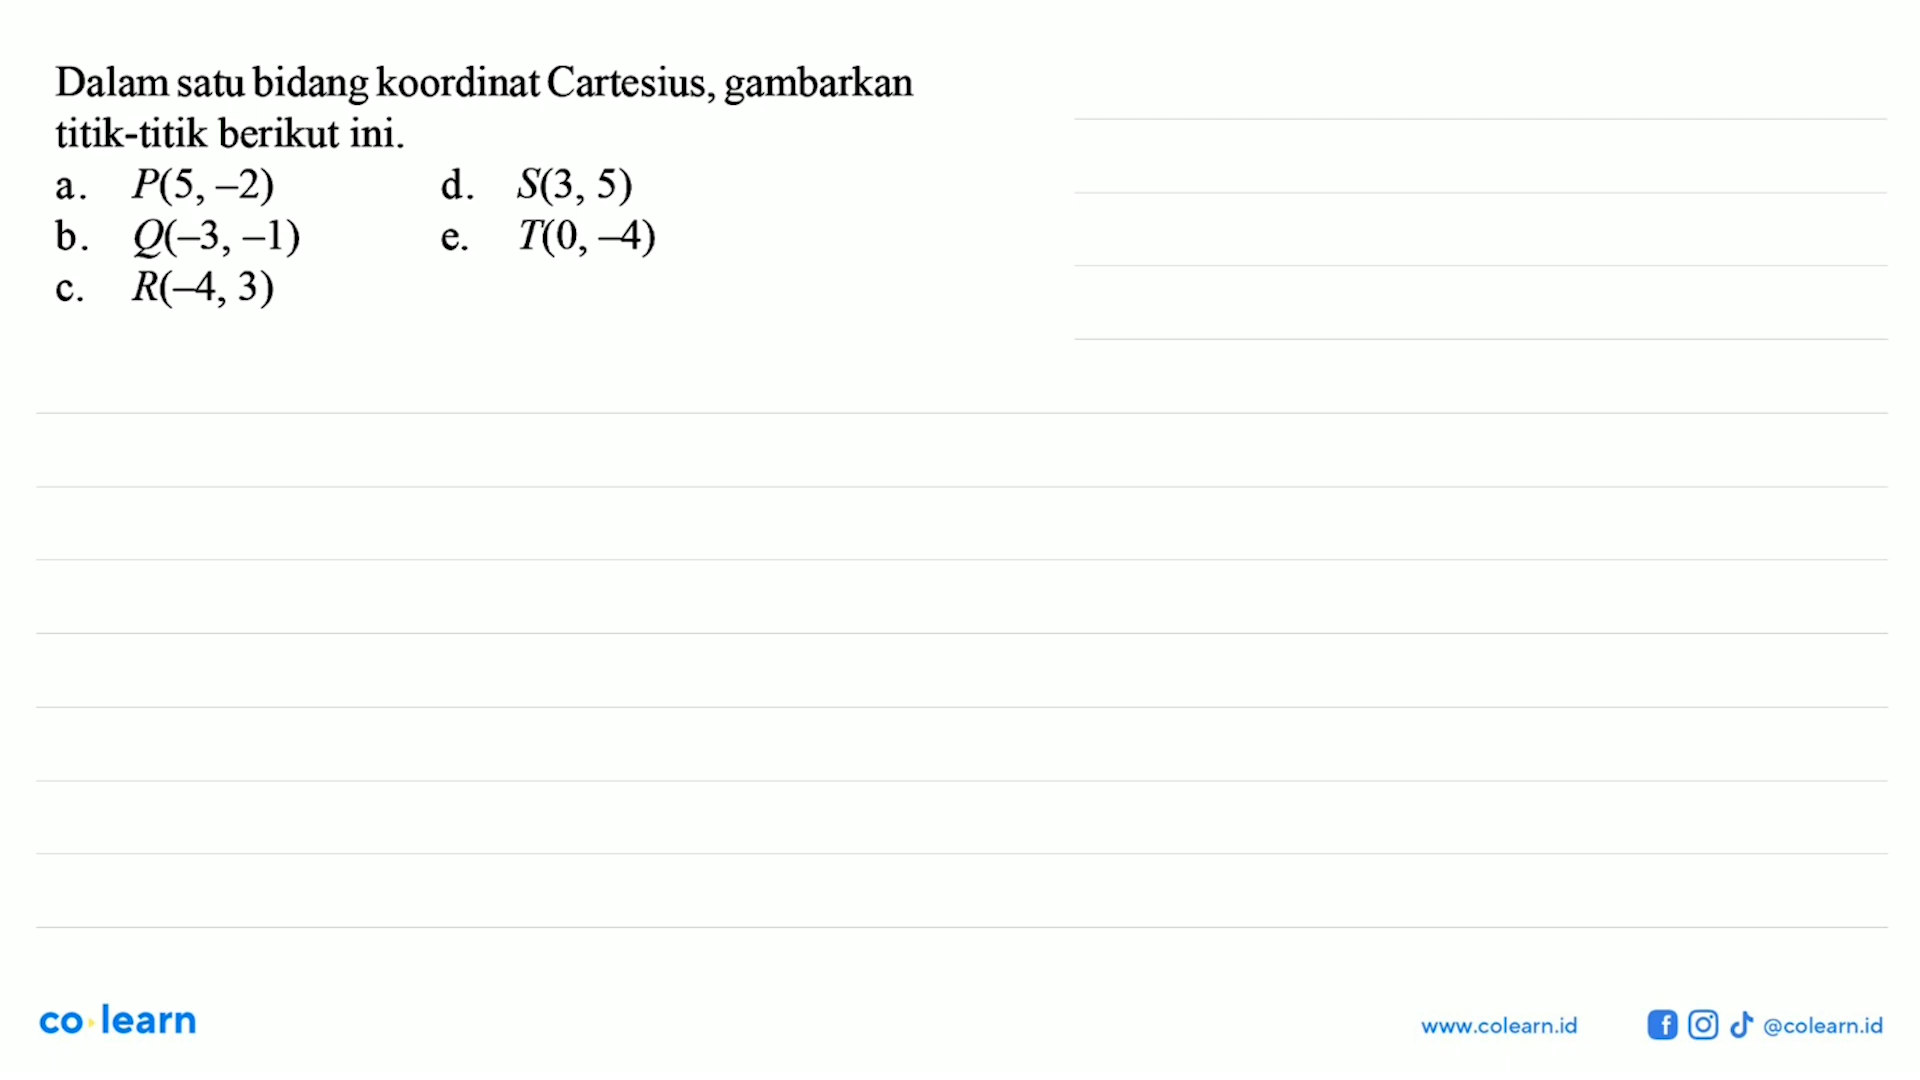 Dalam satu bidang koordinat Cartesius, gambarkan
titik-titik berikut ini.
a. P(5, –2) d. S(3, 5)
b. Q(–3, –1) e. T(0, –4)
c. R(–4, 3)
co learn
www.colearn.id @colearn.id